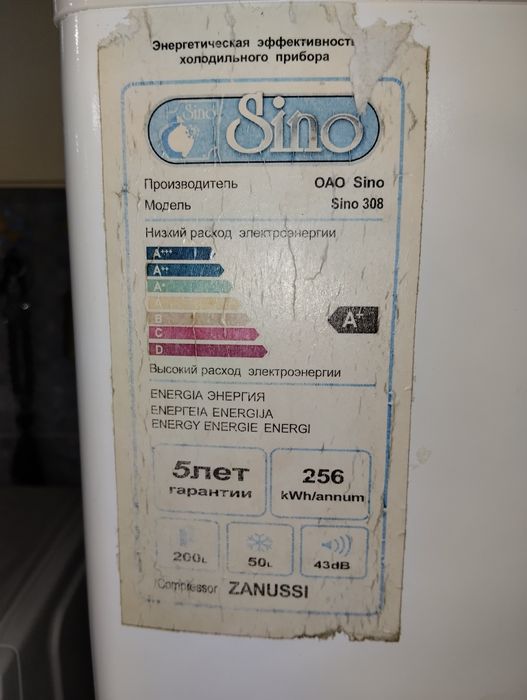 Энергетическая эффективность
холодильного прибора
Sino
Sino
Производитель ОАО Sino
Модель Sino 308
Низкий расход электроэнергии
A+++
A++
A+
A
B
C
D
A+
Высокий расход электроэнергии
ENERGIA ЭНЕРГИЯ
ΕΝΕΡΓΕΙΑ ENERGIJA
ENERGY ENERGIE ENERGI
5лет
гарантии
256
kWh/annum
200L
50L
43dB
Compressor ZANUSSI